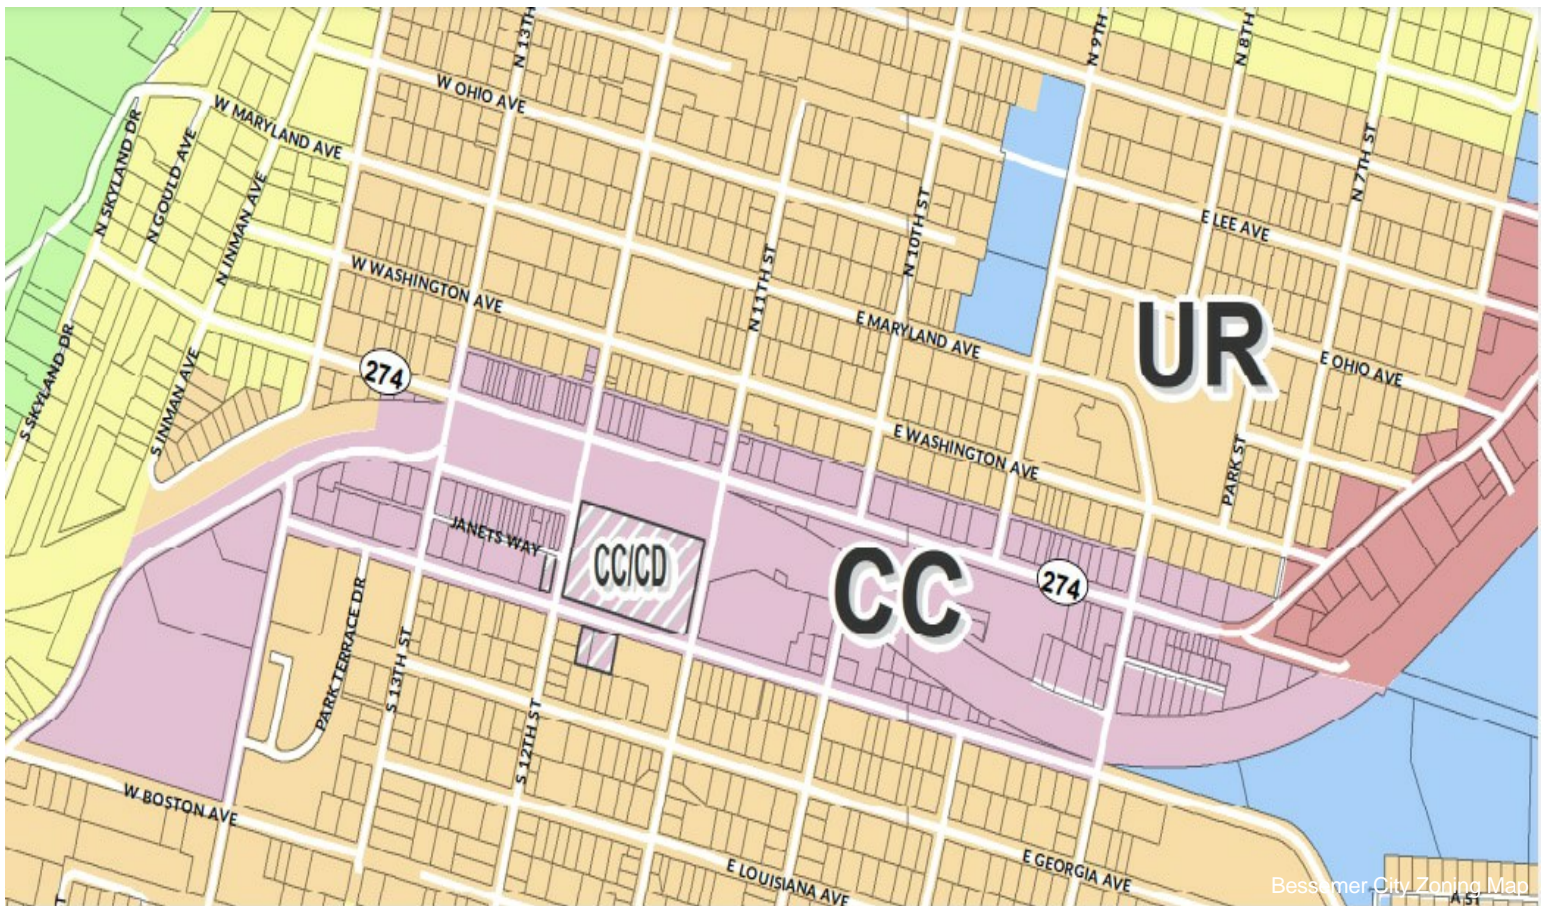 N 13TH
N 9TH
N 8TH
W OHIO AVE
W MARYLAND AVE
N SKYLAND DR
N GOULD AVE
N INMAN AVE
N 7TH ST
N 10TH ST
E LEE AVE
W WASHINGTON AVE
N 11TH ST
E MARYLAND AVE
UR
E OHIO AVE
274
S SKYLAND DR
S INMAN AVE
E WASHINGTON AVE
PARK ST
JANETS WAY
CC/CD
CC
274
PARK TERRACE DR
S 13TH ST
S 12TH ST
W BOSTON AVE
E LOUISIANA AVE
E GEORGIA AVE
Bessemer City Zoning Map
A ST